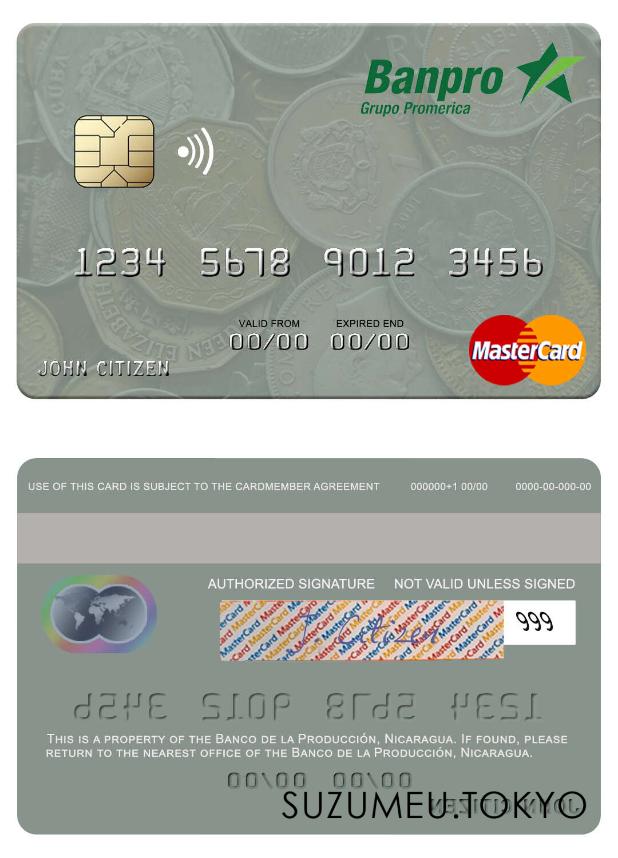 Banpro
Grupo Promerica
1234 5678 9012 3456
VALID FROM EXPIRED END
00/00 00/00
JOHN CITIZEN
MasterCard
USE OF THIS CARD IS SUBJECT TO THE CARDMEMBER AGREEMENT 000000+1 00/00 0000-00-000-00
AUTHORIZED SIGNATURE NOT VALID UNLESS SIGNED
J Citizen 999
THIS IS A PROPERTY OF THE BANCO DE LA PRODUCCIÓN, NICARAGUA. IF FOUND, PLEASE
RETURN TO THE NEAREST OFFICE OF THE BANCO DE LA PRODUCCIÓN, NICARAGUA.
00/00 00/00
SUZUMEU.TOKYO